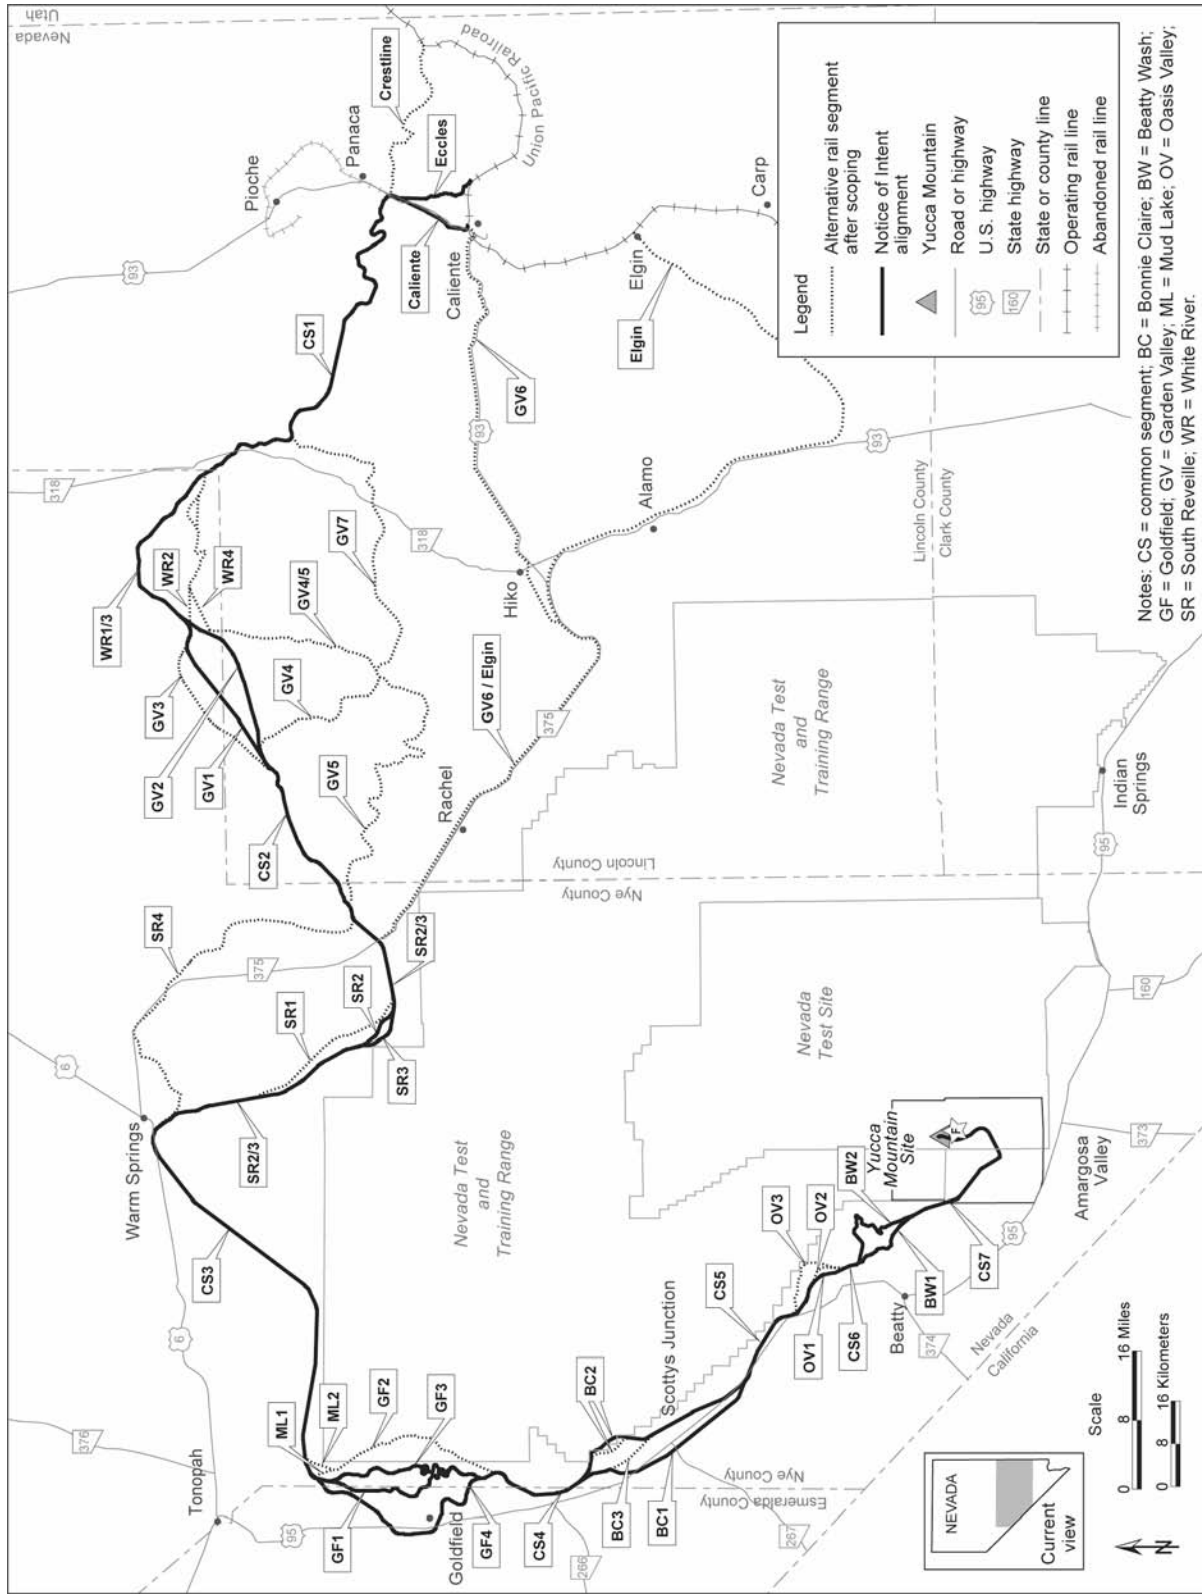 Nevada
Utah
Crestline
Pioche
Panaca
Eccles
Union Pacific Railroad
93
Caliente
Caliente
CS1
Elgin
Carp
Elgin
GV6
93
318
WR1/3
WR2
WR4
GV7
GV4/5
318
Hiko
Alamo
93
Lincoln County
Clark County
GV3
GV4
GV2
GV1
GV5
GV6 / Elgin
375
Rachel
CS2
Nevada Test
and
Training Range
Indian
Springs
95
Lincoln County
Nye County
SR4
375
SR2/3
SR2
SR1
SR3
6
Warm Springs
SR2/3
Nevada Test
and
Training Range
Nevada
Test Site
160
373
Amargosa
Valley
Yucca
Mountain
Site
F
BW2
CS7
95
BW1
OV3
OV2
OV1
CS6
Beatty
374
Nevada
California
CS3
6
CS5
Scottys Junction
BC2
BC3
BC1
Nye County
Esmeralda County
267
266
CS4
GF4
Goldfield
GF1
GF3
GF2
ML2
ML1
95
Tonopah
376
Legend
Alternative rail segment
after scoping
Notice of Intent
alignment
Yucca Mountain
Road or highway
95 U.S. highway
160 State highway
State or county line
Operating rail line
Abandoned rail line
Notes: CS = common segment; BC = Bonnie Claire; BW = Beatty Wash;
GF = Goldfield; GV = Garden Valley; ML = Mud Lake; OV = Oasis Valley;
SR = South Reveille; WR = White River.
NEVADA
Current
view
N
Scale
0 8 16 Miles
0 8 16 Kilometers